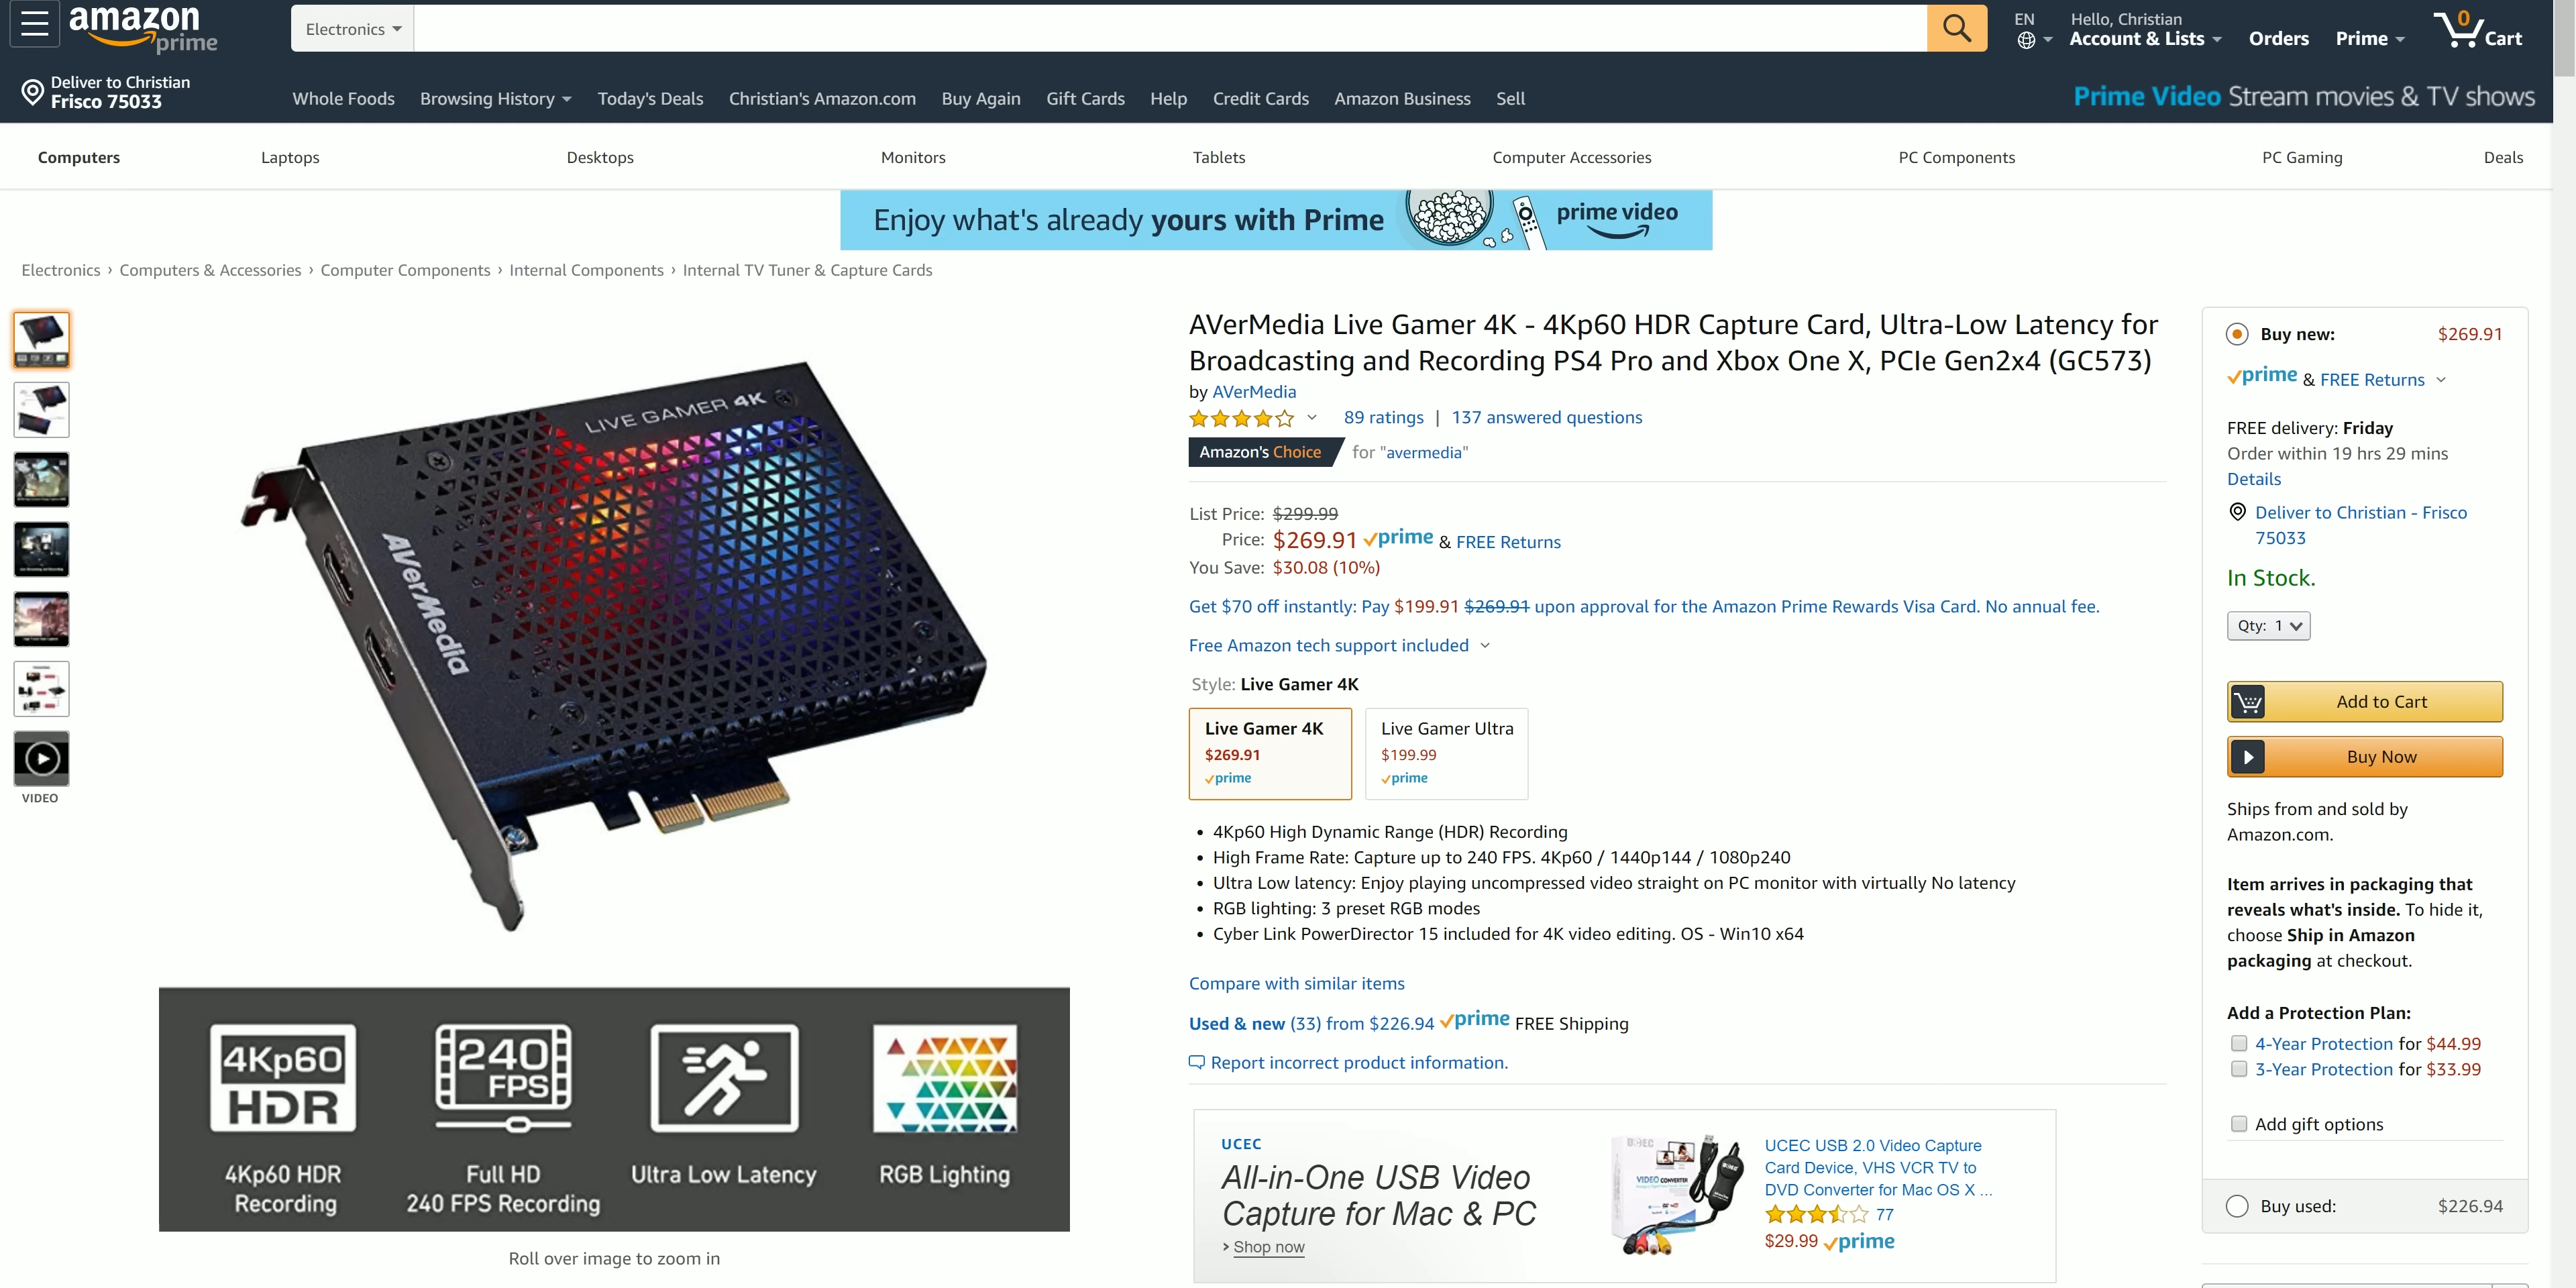 amazon prime
Electronics
EN
Hello, Christian
Account & Lists
Orders
Prime
0
Cart
Deliver to Christian
Frisco 75033
Whole Foods
Browsing History
Today's Deals
Christian's Amazon.com
Buy Again
Gift Cards
Help
Credit Cards
Amazon Business
Sell
Prime Video Stream movies & TV shows
Computers
Laptops
Desktops
Monitors
Tablets
Computer Accessories
PC Components
PC Gaming
Deals
Enjoy what's already yours with Prime
prime video
Electronics › Computers & Accessories › Computer Components › Internal Components › Internal TV Tuner & Capture Cards
VIDEO
LIVE GAMER 4K
AVerMedia
4Kp60
HDR
240
FPS
4Kp60 HDR
Recording
Full HD
240 FPS Recording
Ultra Low Latency
RGB Lighting
Roll over image to zoom in
AVerMedia Live Gamer 4K - 4Kp60 HDR Capture Card, Ultra-Low Latency for
Broadcasting and Recording PS4 Pro and Xbox One X, PCIe Gen2x4 (GC573)
by AVerMedia
89 ratings | 137 answered questions
Amazon's Choice for "avermedia"
List Price: $299.99
Price: $269.91 prime & FREE Returns
You Save: $30.08 (10%)
Get $70 off instantly: Pay $199.91 $269.91 upon approval for the Amazon Prime Rewards Visa Card. No annual fee.
Free Amazon tech support included
Style: Live Gamer 4K
Live Gamer 4K
$269.91
prime
Live Gamer Ultra
$199.99
prime
• 4Kp60 High Dynamic Range (HDR) Recording
• High Frame Rate: Capture up to 240 FPS. 4Kp60 / 1440p144 / 1080p240
• Ultra Low latency: Enjoy playing uncompressed video straight on PC monitor with virtually No latency
• RGB lighting: 3 preset RGB modes
• Cyber Link PowerDirector 15 included for 4K video editing. OS - Win10 x64
Compare with similar items
Used & new (33) from $226.94 prime FREE Shipping
Report incorrect product information.
UCEC
All-in-One USB Video
Capture for Mac & PC
› Shop now
VIDEO CONVERTER
UCEC USB 2.0 Video Capture
Card Device, VHS VCR TV to
DVD Converter for Mac OS X ...
77
$29.99 prime
Buy new: $269.91
prime & FREE Returns
FREE delivery: Friday
Order within 19 hrs 29 mins
Details
Deliver to Christian - Frisco
75033
In Stock.
Qty: 1
Add to Cart
Buy Now
Ships from and sold by
Amazon.com.
Item arrives in packaging that
reveals what's inside. To hide it,
choose Ship in Amazon
packaging at checkout.
Add a Protection Plan:
4-Year Protection for $44.99
3-Year Protection for $33.99
Add gift options
Buy used: $226.94